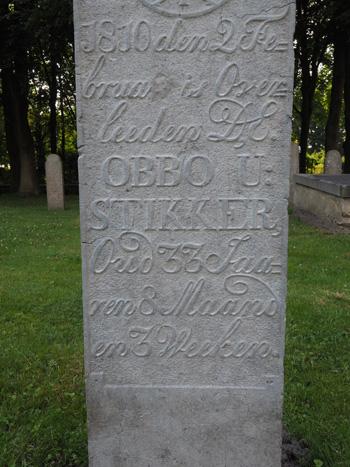 1810 den 2 Fe=
bruar is Over=
leeden D,E,
OBBO U:
STIKKER,
Oud 33 Jaa=
ren 8 Maand
en 3 Weeken.